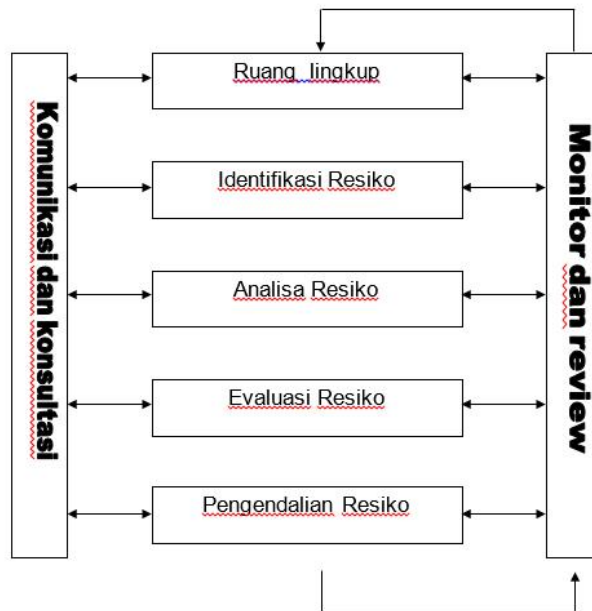 Ruang lingkup
Komunikasi dan konsultasi
Identifikasi Resiko
Analisa Resiko
Evaluasi Resiko
Pengendalian Resiko
Monitor dan review